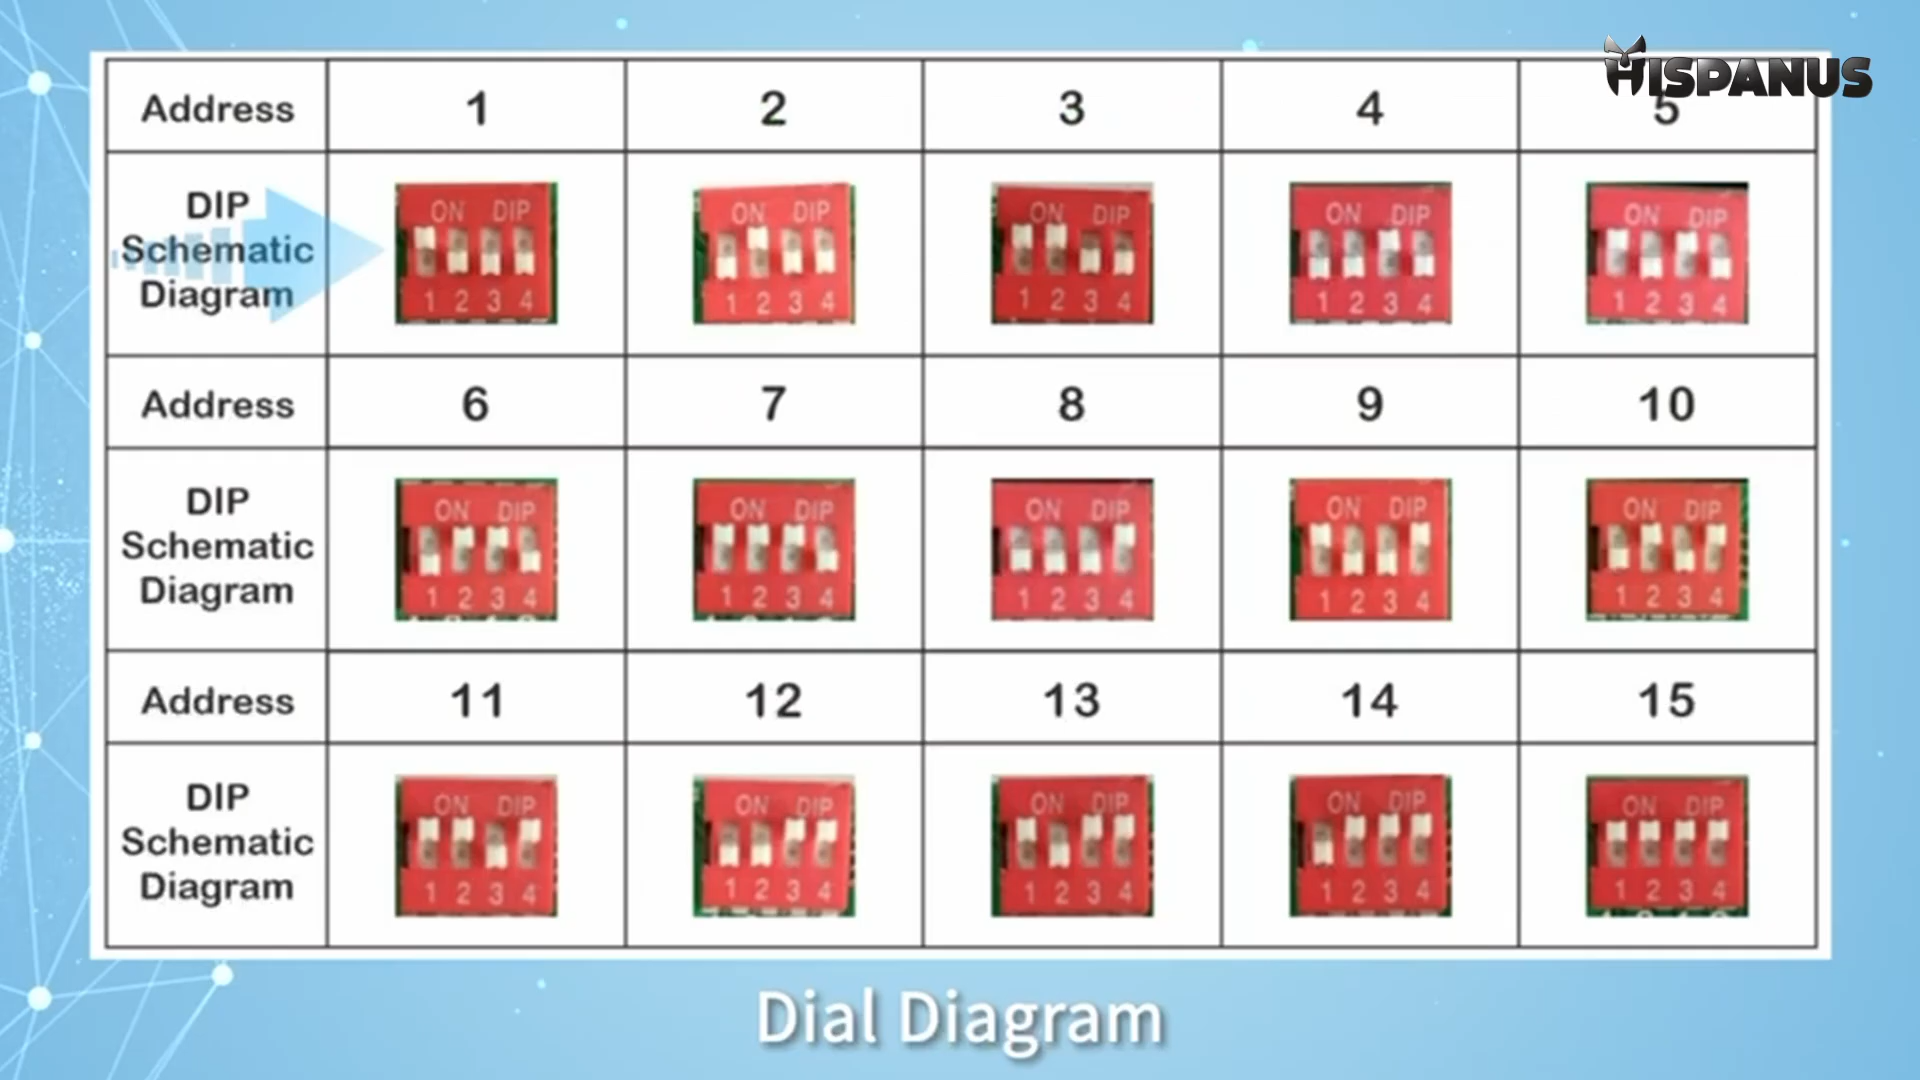 HISPANUS
Address 1 2 3 4 5
DIP
Schematic
Diagram
ON DIP
1 2 3 4
ON DIP
1 2 3 4
ON DIP
1 2 3 4
ON DIP
1 2 3 4
ON DIP
1 2 3 4
Address 6 7 8 9 10
DIP
Schematic
Diagram
ON DIP
1 2 3 4
ON DIP
1 2 3 4
ON DIP
1 2 3 4
ON DIP
1 2 3 4
ON DIP
1 2 3 4
Address 11 12 13 14 15
DIP
Schematic
Diagram
ON DIP
1 2 3 4
ON DIP
1 2 3 4
ON DIP
1 2 3 4
ON DIP
1 2 3 4
ON DIP
1 2 3 4
Dial Diagram